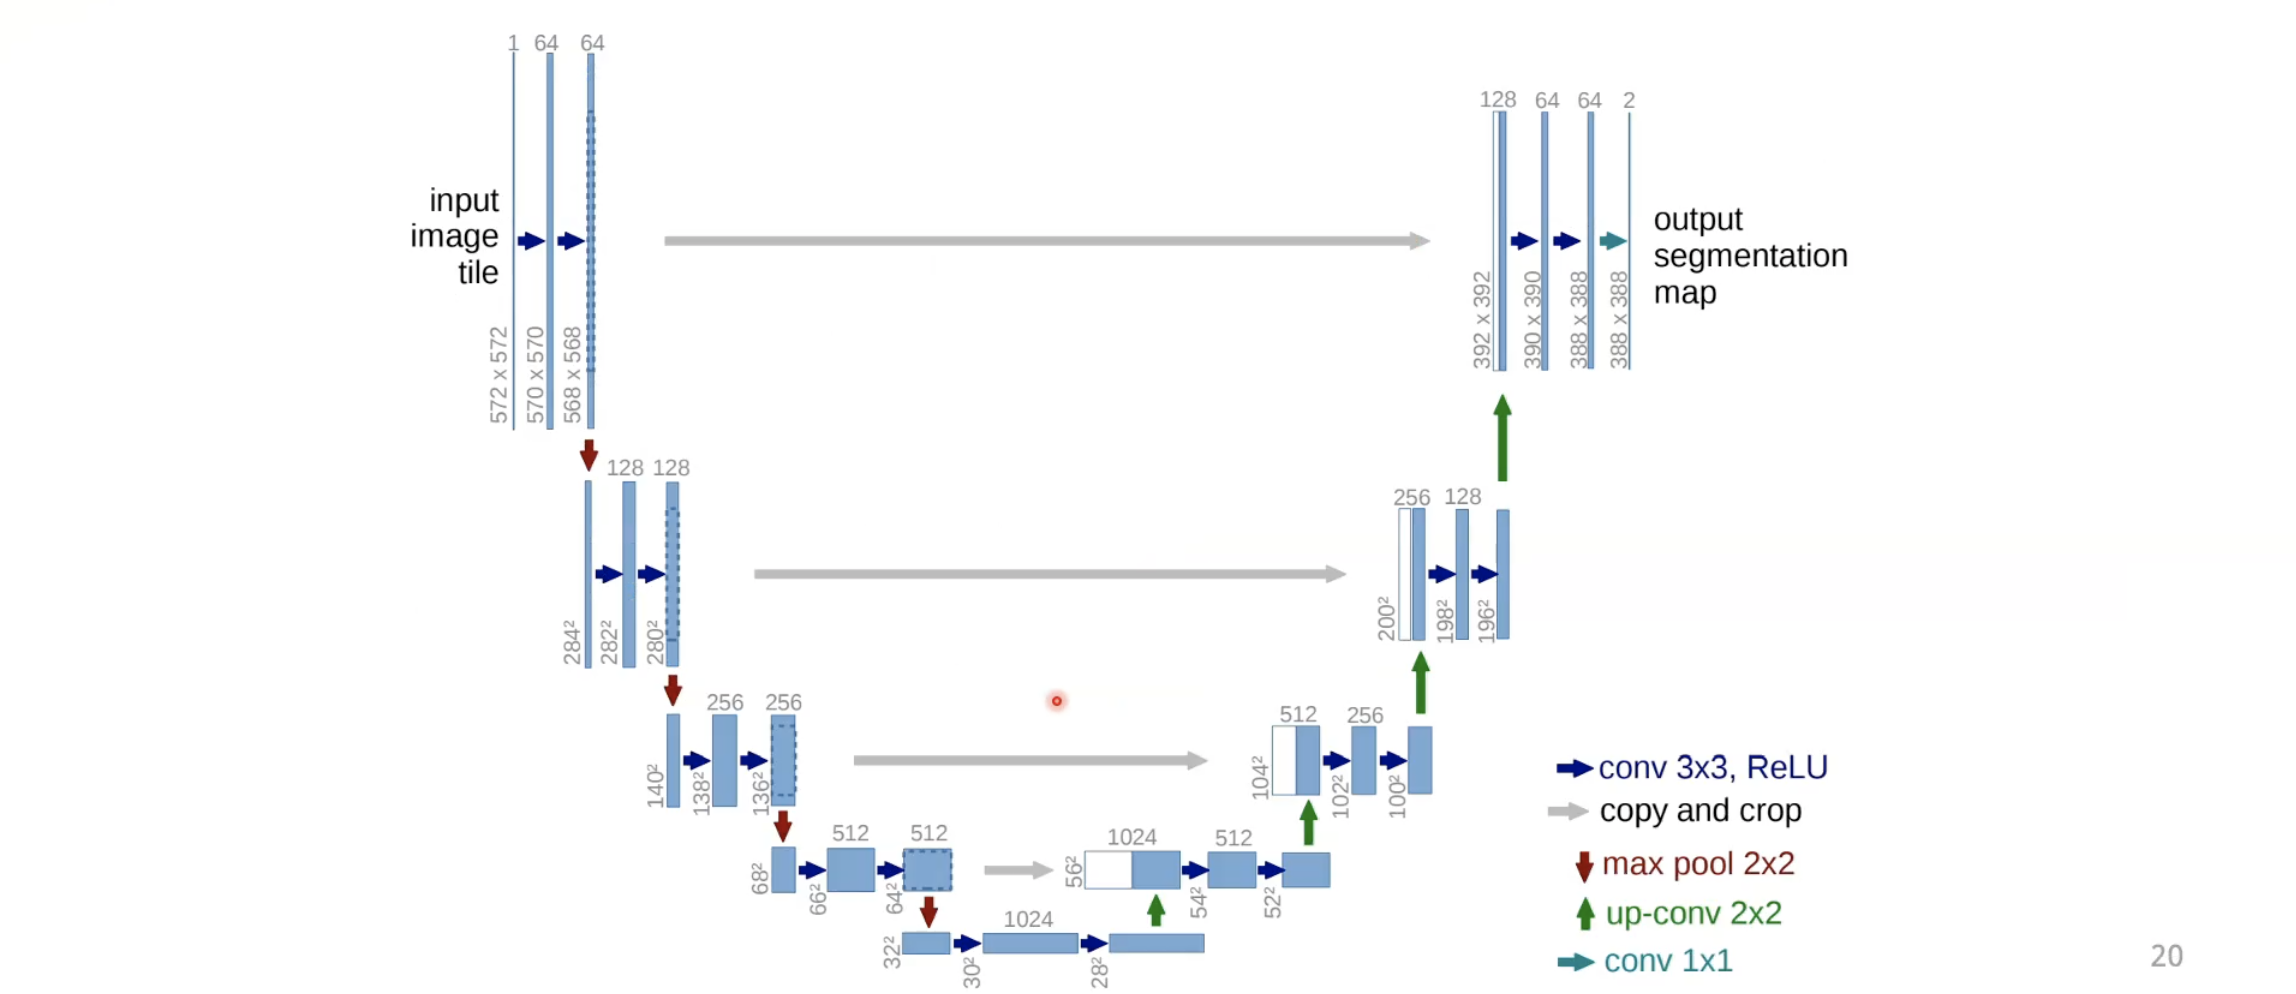 1 64 64
128 64 64 2
input
image
tile
output
segmentation
map
572 x 572
570 x 570
568 x 568
392 x 392
390 x 390
388 x 388
388 x 388
128 128
256 128
284²
282²
280²
200²
198²
196²
256 256
512 256
140²
138²
136²
104²
102²
100²
512 512
1024 512
68²
66²
64²
56²
54²
52²
1024
32²
30²
28²
conv 3x3, ReLU
copy and crop
max pool 2x2
up-conv 2x2
conv 1x1
20